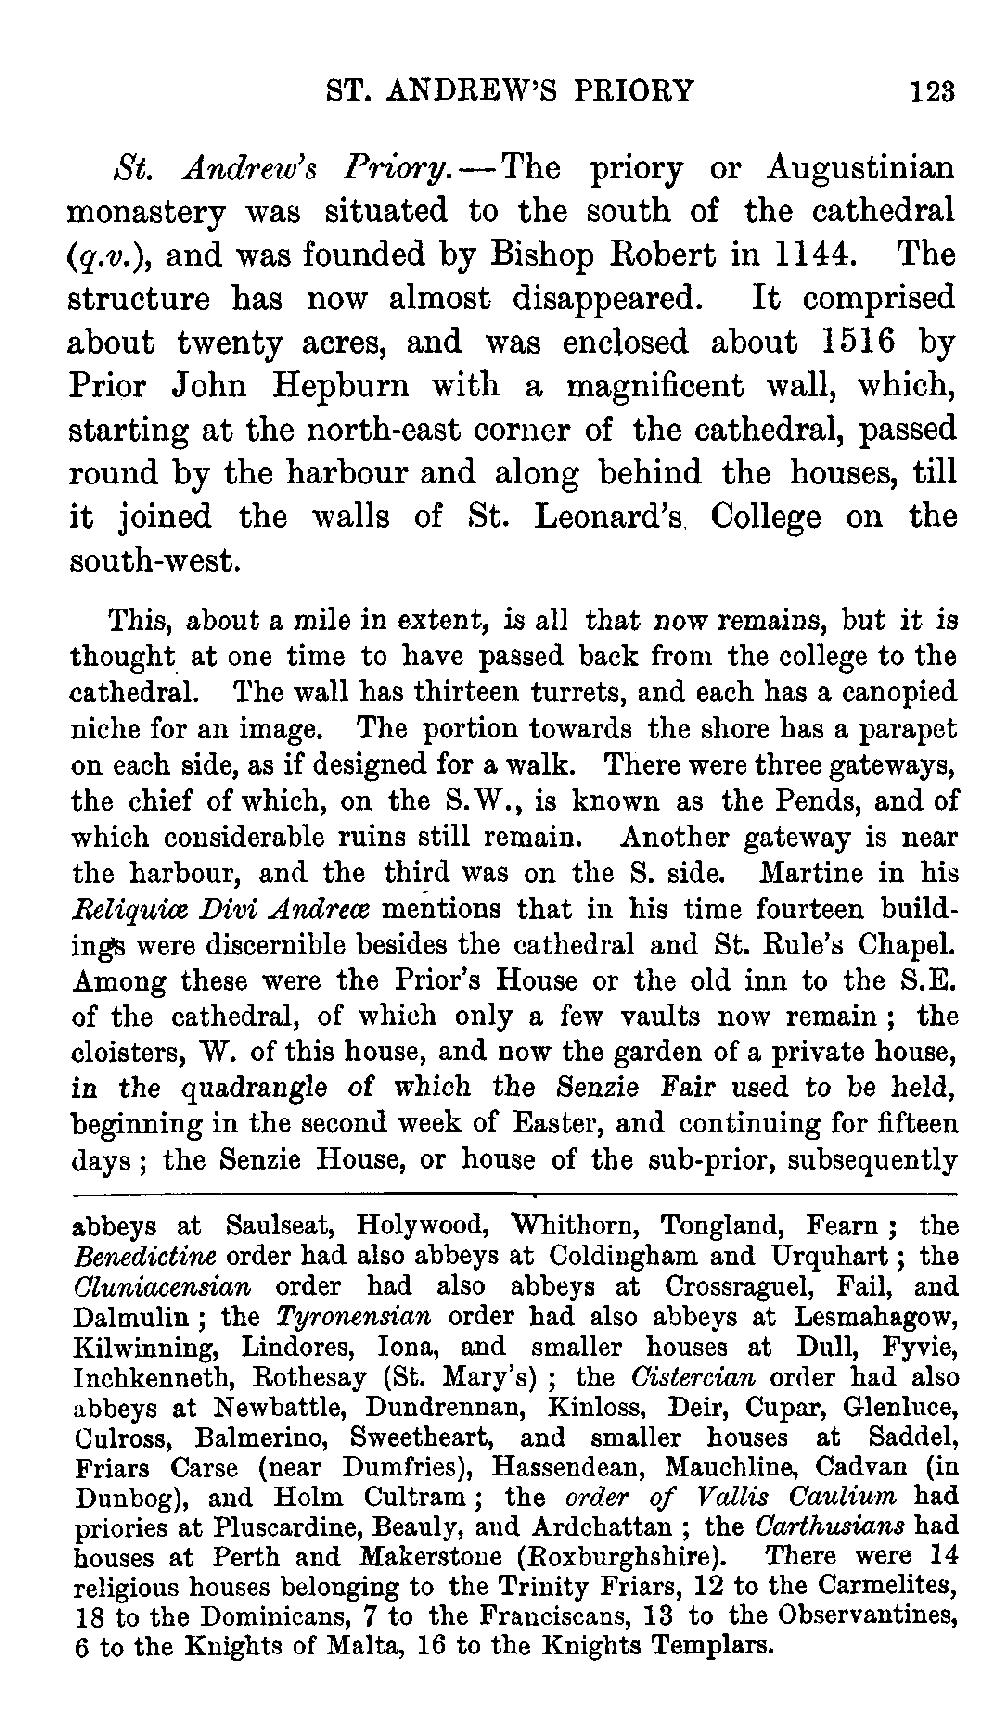 ST. ANDREW'S PRIORY 123
St. Andrew's Priory.—The priory or Augustinian
monastery was situated to the south of the cathedral
(q.v.), and was founded by Bishop Robert in 1144. The
structure has now almost disappeared. It comprised
about twenty acres, and was enclosed about 1516 by
Prior John Hepburn with a magnificent wall, which,
starting at the north-east corner of the cathedral, passed
round by the harbour and along behind the houses, till
it joined the walls of St. Leonard's College on the
south-west.
This, about a mile in extent, is all that now remains, but it is
thought at one time to have passed back from the college to the
cathedral. The wall has thirteen turrets, and each has a canopied
niche for an image. The portion towards the shore has a parapet
on each side, as if designed for a walk. There were three gateways,
the chief of which, on the S.W., is known as the Pends, and of
which considerable ruins still remain. Another gateway is near
the harbour, and the third was on the S. side. Martine in his
Reliquiæ Divi Andreæ mentions that in his time fourteen build-
ings were discernible besides the cathedral and St. Rule's Chapel.
Among these were the Prior's House or the old inn to the S.E.
of the cathedral, of which only a few vaults now remain ; the
cloisters, W. of this house, and now the garden of a private house,
in the quadrangle of which the Senzie Fair used to be held,
beginning in the second week of Easter, and continuing for fifteen
days ; the Senzie House, or house of the sub-prior, subsequently
abbeys at Saulseat, Holywood, Whithorn, Tongland, Fearn ; the
Benedictine order had also abbeys at Coldingham and Urquhart ; the
Cluniacensian order had also abbeys at Crossraguel, Fail, and
Dalmulin ; the Tyronensian order had also abbeys at Lesmahagow,
Kilwinning, Lindores, Iona, and smaller houses at Dull, Fyvie,
Inchkenneth, Rothesay (St. Mary's) ; the Cistercian order had also
abbeys at Newbattle, Dundrennan, Kinloss, Deir, Cupar, Glenluce,
Culross, Balmerino, Sweetheart, and smaller houses at Saddel,
Friars Carse (near Dumfries), Hassendean, Mauchline, Cadvan (in
Dunbog), and Holm Cultram ; the order of Vallis Caulium had
priories at Pluscardine, Beauly, and Ardchattan ; the Carthusians had
houses at Perth and Makerstone (Roxburghshire). There were 14
religious houses belonging to the Trinity Friars, 12 to the Carmelites,
18 to the Dominicans, 7 to the Franciscans, 13 to the Observantines,
6 to the Knights of Malta, 16 to the Knights Templars.